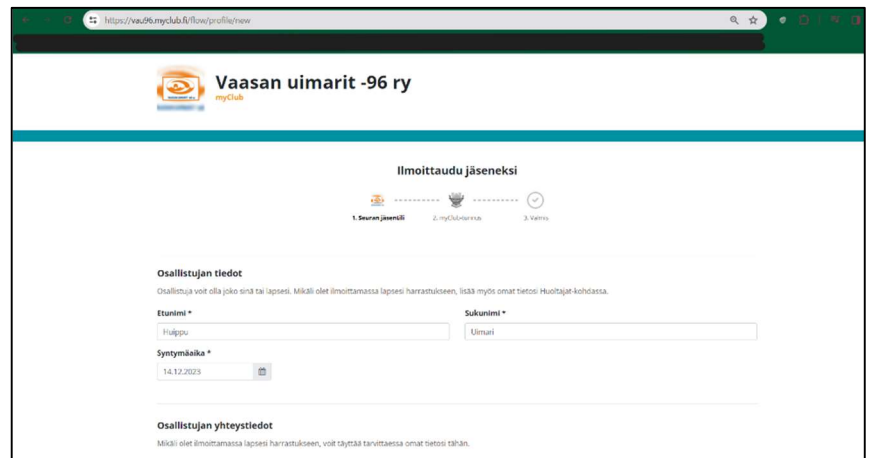 https://vau96.myclub.fi/flow/profile/new
Vaasan uimarit -96 ry
myClub
Ilmoittaudu jäseneksi
1. Seuran jäsentili 2. myClub-tunnus 3. Valmis
Osallistujan tiedot
Osallistuja voit olla joko sinä tai lapsesi. Mikäli olet ilmoittamassa lapsesi harrastukseen, lisää myös omat tietosi Huoltajat-kohdassa.
Etunimi * Sukunimi *
Huippu Uimari
Syntymäaika *
14.12.2023
Osallistujan yhteystiedot
Mikäli olet ilmoittamassa lapsesi harrastukseen, voit täyttää tarvittaessa omat tietosi tähän.